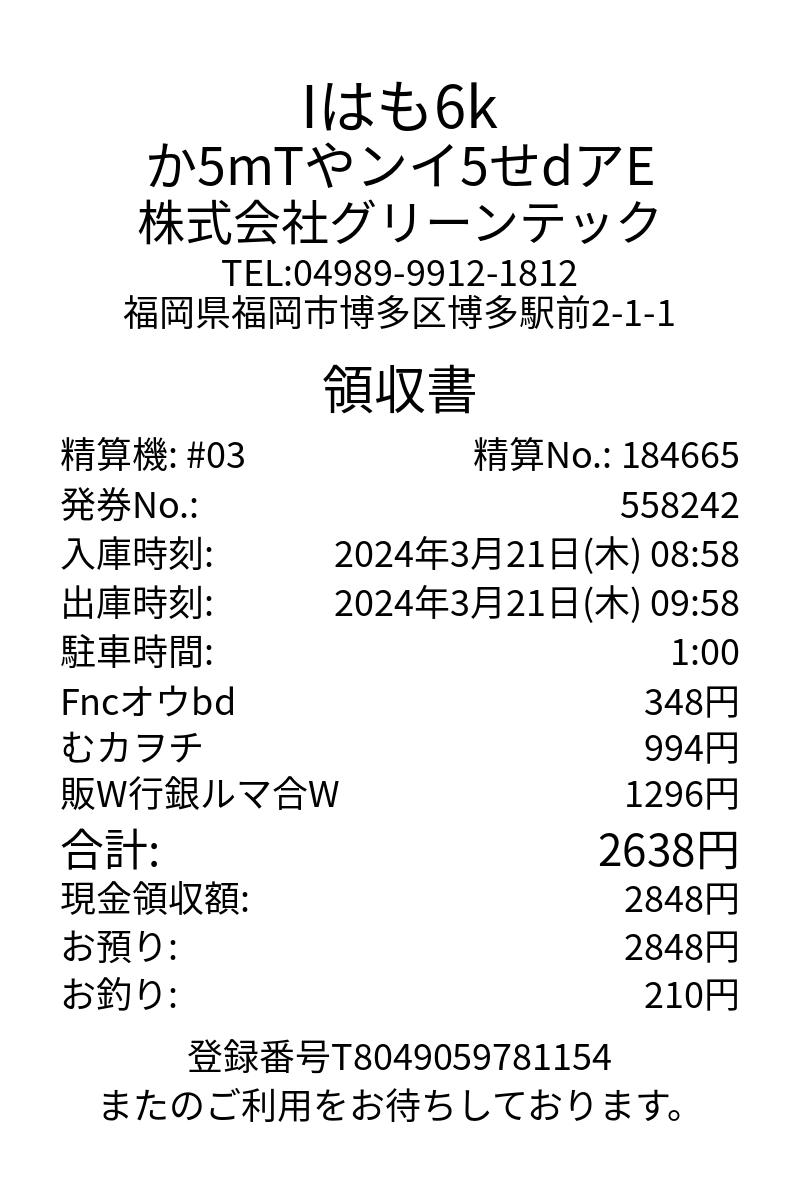 Iはも6k
か5mTやンイ5せdアE
株式会社グリーンテック
TEL:04989-9912-1812
福岡県福岡市博多区博多駅前2-1-1
領収書
精算機: #03 精算No.: 184665
発券No.: 558242
入庫時刻: 2024年3月21日(木) 08:58
出庫時刻: 2024年3月21日(木) 09:58
駐車時間: 1:00
Fncオウbd 348円
むカヲチ 994円
販W行銀ルマ合W 1296円
合計: 2638円
現金領収額: 2848円
お預り: 2848円
お釣り: 210円
登録番号T8049059781154
またのご利用をお待ちしております。